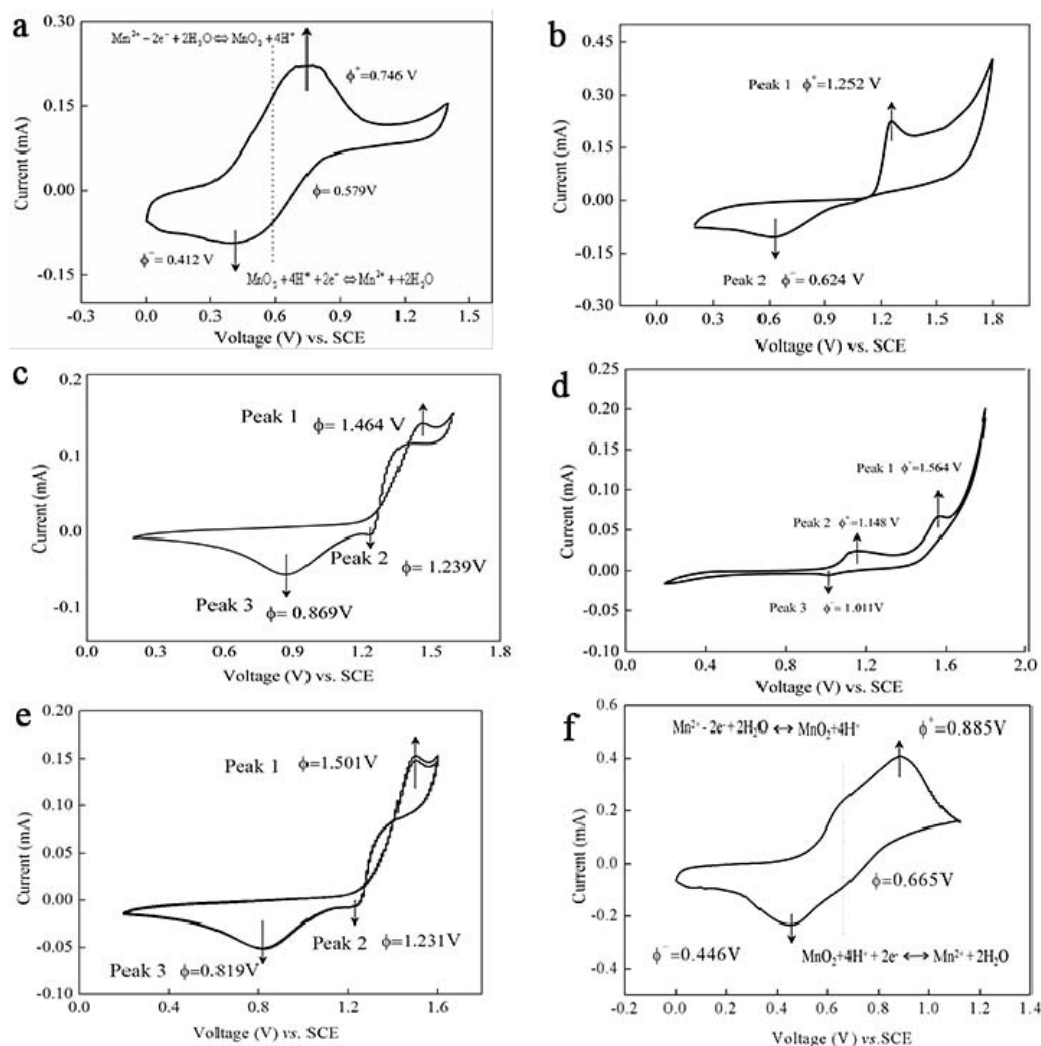 a
Mn²⁺−2e⁻+2H₂O⇔MnO₂+4H⁺
ϕ⁺=0.746 V
ϕ= 0.579V
ϕ⁻=0.412 V
MnO₂+4H⁺+2e⁻⇔Mn²⁺++2H₂O
Current (mA)
0.30
0.15
0.00
-0.15
-0.3 0.0 0.3 0.6 0.9 1.2 1.5
Voltage (V) vs. SCE
b
Peak 1 ϕ⁺=1.252 V
Peak 2 ϕ⁻=0.624 V
Current (mA)
0.45
0.30
0.15
0.00
-0.15
-0.30
0.0 0.3 0.6 0.9 1.2 1.5 1.8
Voltage (V) vs. SCE
c
Peak 1
ϕ= 1.464 V
Peak 2
ϕ= 1.239V
Peak 3
ϕ= 0.869V
Current (mA)
0.2
0.1
0.0
-0.1
0.0 0.3 0.6 0.9 1.2 1.5 1.8
Voltage (V) vs. SCE
d
Peak 1 ϕ⁺=1.564 V
Peak 2 ϕ⁺=1.148 V
Peak 3 ϕ⁻=1.011V
Current (mA)
0.25
0.20
0.15
0.10
0.05
0.00
-0.05
-0.10
0.0 0.4 0.8 1.2 1.6 2.0
Voltage (V) vs. SCE
e
Peak 1 ϕ=1.501V
Peak 2 ϕ=1.231V
Peak 3 ϕ=0.819V
Current (mA)
0.20
0.15
0.10
0.05
0.00
-0.05
-0.10
0.0 0.4 0.8 1.2 1.6
Voltage (V) vs. SCE
f
Mn²⁺- 2e⁻+2H₂O ↔ MnO₂+4H⁺
ϕ⁺=0.885V
ϕ=0.665V
ϕ⁻=0.446V
MnO₂+4H⁺+ 2e⁻ ↔ Mn²⁺ + 2H₂O
Current (mA)
0.6
0.4
0.2
0.0
-0.2
-0.4
0.0 0.2 0.4 0.6 0.8 1.0 1.2 1.4
Voltage (V) vs.SCE